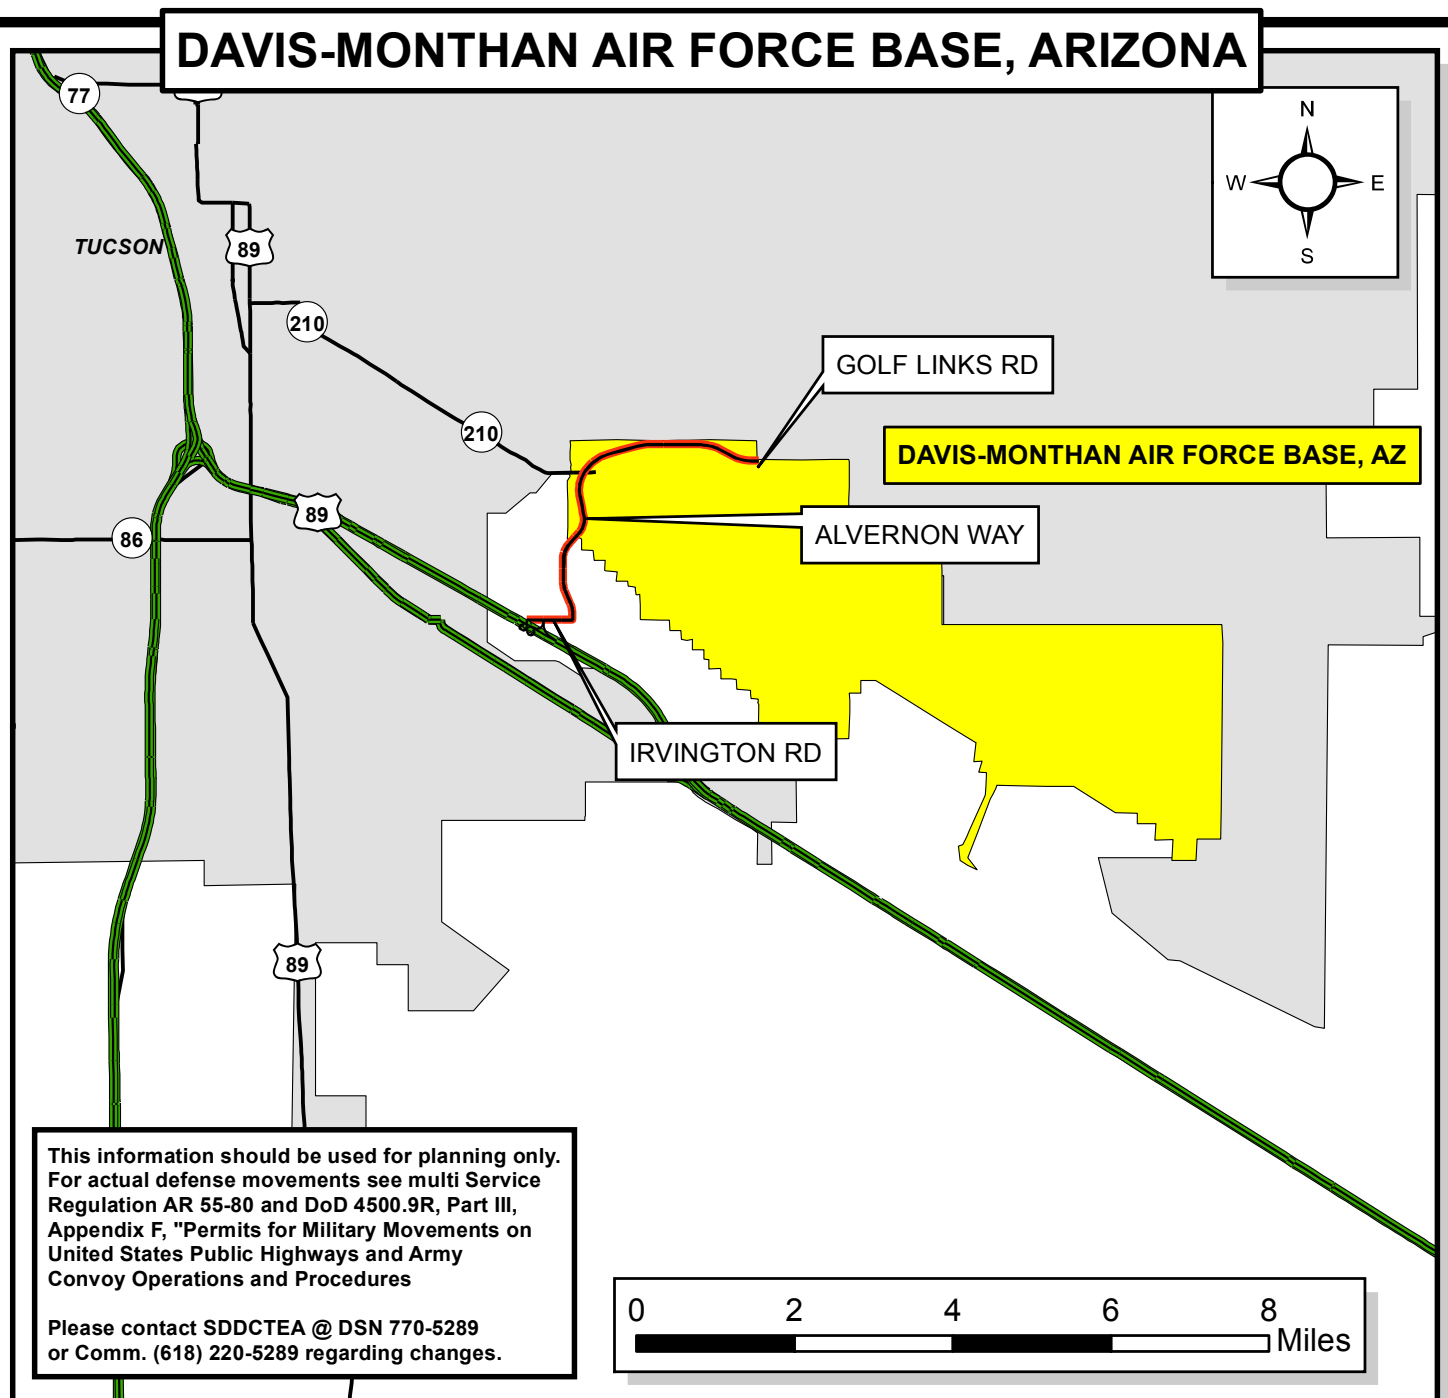 DAVIS-MONTHAN AIR FORCE BASE, ARIZONA
77
N
W
E
S
TUCSON
89
210
GOLF LINKS RD
210
DAVIS-MONTHAN AIR FORCE BASE, AZ
89
ALVERNON WAY
86
IRVINGTON RD
89
This information should be used for planning only.
For actual defense movements see multi Service
Regulation AR 55-80 and DoD 4500.9R, Part III,
Appendix F, "Permits for Military Movements on
United States Public Highways and Army
Convoy Operations and Procedures
Please contact SDDCTEA @ DSN 770-5289
or Comm. (618) 220-5289 regarding changes.
0 2 4 6 8
Miles